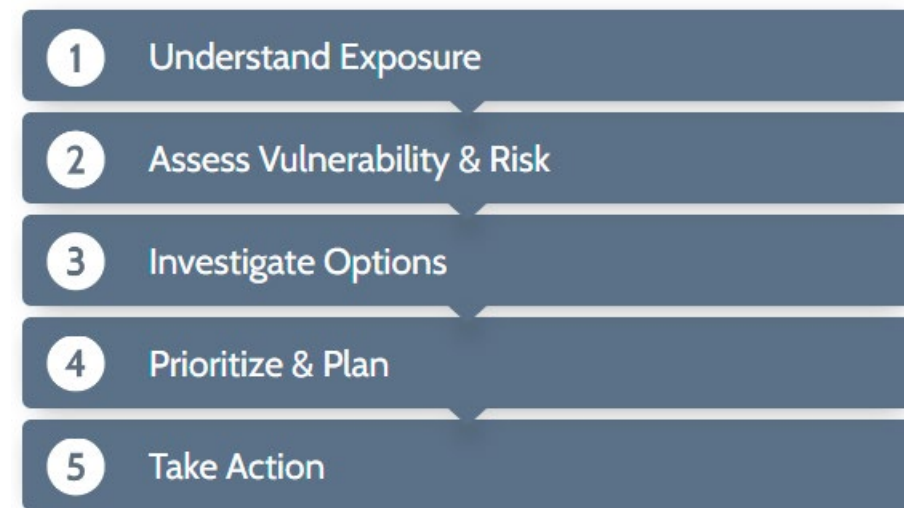 1 Understand Exposure
2 Assess Vulnerability & Risk
3 Investigate Options
4 Prioritize & Plan
5 Take Action